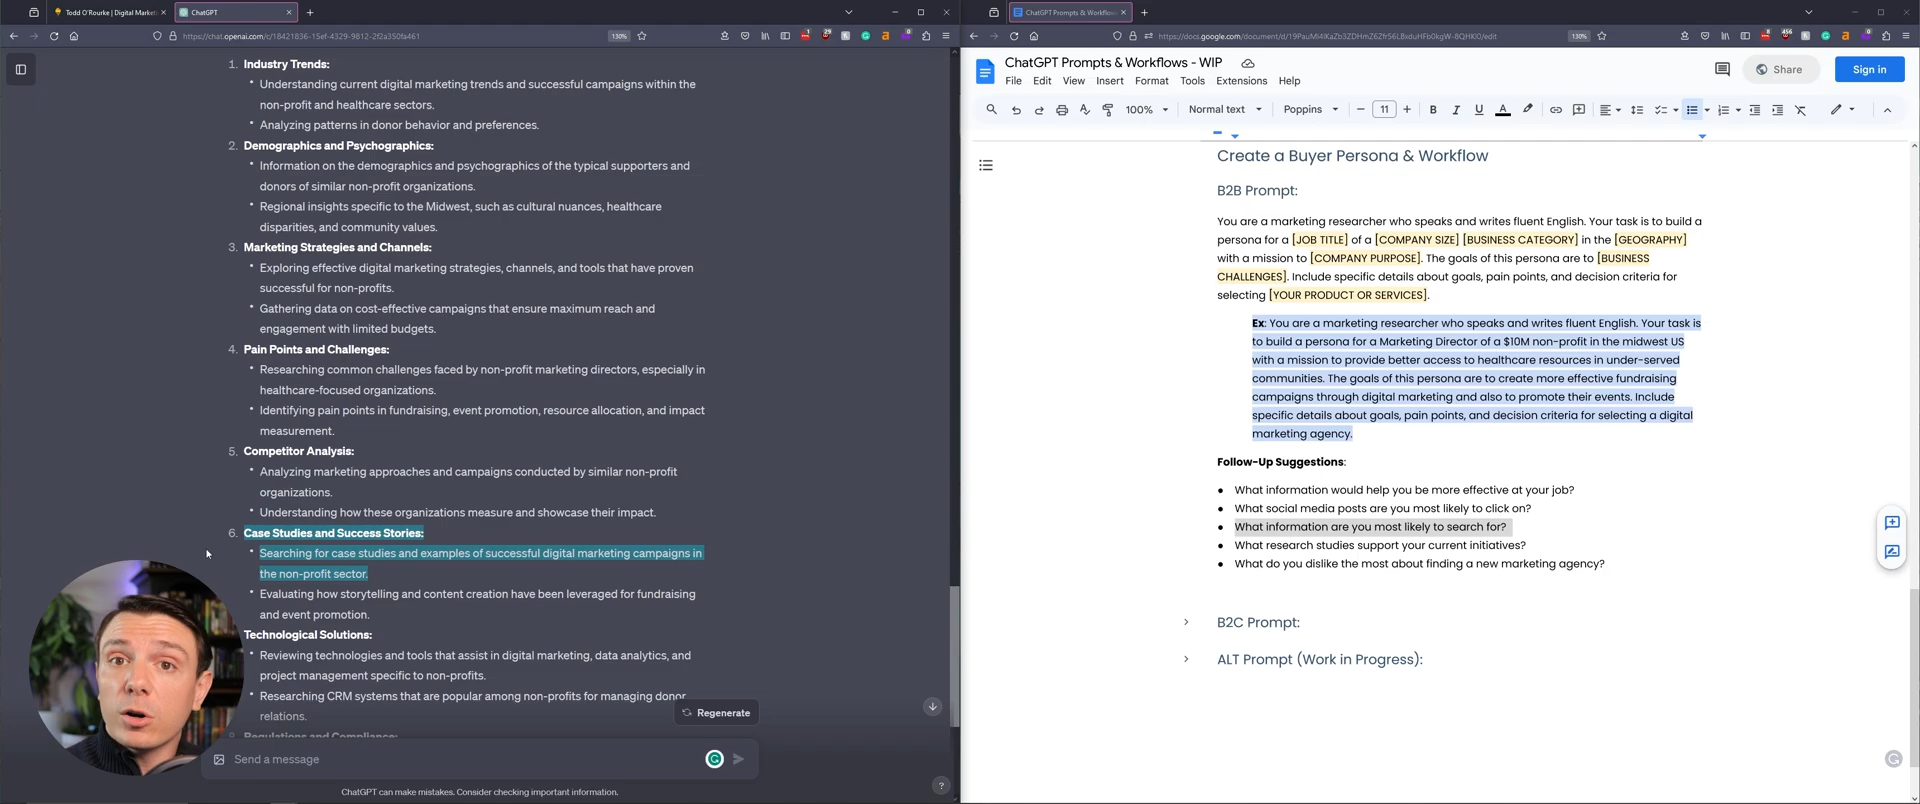 Todd O'Rourke | Digital Market
ChatGPT
https://chat.openai.com/c/18421836-15ef-4329-9812-2f2a350fa461
130%
1. Industry Trends:
• Understanding current digital marketing trends and successful campaigns within the
non-profit and healthcare sectors.
• Analyzing patterns in donor behavior and preferences.
2. Demographics and Psychographics:
• Information on the demographics and psychographics of the typical supporters and
donors of similar non-profit organizations.
• Regional insights specific to the Midwest, such as cultural nuances, healthcare
disparities, and community values.
3. Marketing Strategies and Channels:
• Exploring effective digital marketing strategies, channels, and tools that have proven
successful for non-profits.
• Gathering data on cost-effective campaigns that ensure maximum reach and
engagement with limited budgets.
4. Pain Points and Challenges:
• Researching common challenges faced by non-profit marketing directors, especially in
healthcare-focused organizations.
• Identifying pain points in fundraising, event promotion, resource allocation, and impact
measurement.
5. Competitor Analysis:
• Analyzing marketing approaches and campaigns conducted by similar non-profit
organizations.
• Understanding how these organizations measure and showcase their impact.
6. Case Studies and Success Stories:
• Searching for case studies and examples of successful digital marketing campaigns in
the non-profit sector.
• Evaluating how storytelling and content creation have been leveraged for fundraising
and event promotion.
Technological Solutions:
• Reviewing technologies and tools that assist in digital marketing, data analytics, and
project management specific to non-profits.
• Researching CRM systems that are popular among non-profits for managing donor
relations.
Regulations and Compliance:
Regenerate
Send a message
ChatGPT can make mistakes. Consider checking important information.
?
ChatGPT Prompts & Workflows
130%
ChatGPT Prompts & Workflows - WIP
File Edit View Insert Format Tools Extensions Help
Share
Sign in
100% Normal text Poppins 11 B I U A
Create a Buyer Persona & Workflow
B2B Prompt:
You are a marketing researcher who speaks and writes fluent English. Your task is to build a
persona for a [JOB TITLE] of a [COMPANY SIZE] [BUSINESS CATEGORY] in the [GEOGRAPHY]
with a mission to [COMPANY PURPOSE]. The goals of this persona are to [BUSINESS
CHALLENGES]. Include specific details about goals, pain points, and decision criteria for
selecting [YOUR PRODUCT OR SERVICES].
Ex: You are a marketing researcher who speaks and writes fluent English. Your task is
to build a persona for a Marketing Director of a $10M non-profit in the midwest US
with a mission to provide better access to healthcare resources in under-served
communities. The goals of this persona are to create more effective fundraising
campaigns through digital marketing and also to promote their events. Include
specific details about goals, pain points, and decision criteria for selecting a digital
marketing agency.
Follow-Up Suggestions:
● What information would help you be more effective at your job?
● What social media posts are you most likely to click on?
● What information are you most likely to search for?
● What research studies support your current initiatives?
● What do you dislike the most about finding a new marketing agency?
B2C Prompt:
ALT Prompt (Work in Progress):